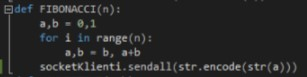 def FIBONACCI(n):
    a,b = 0,1
    for i in range(n):
        a,b = b, a+b
    socketKlienti.sendall(str.encode(str(a)))